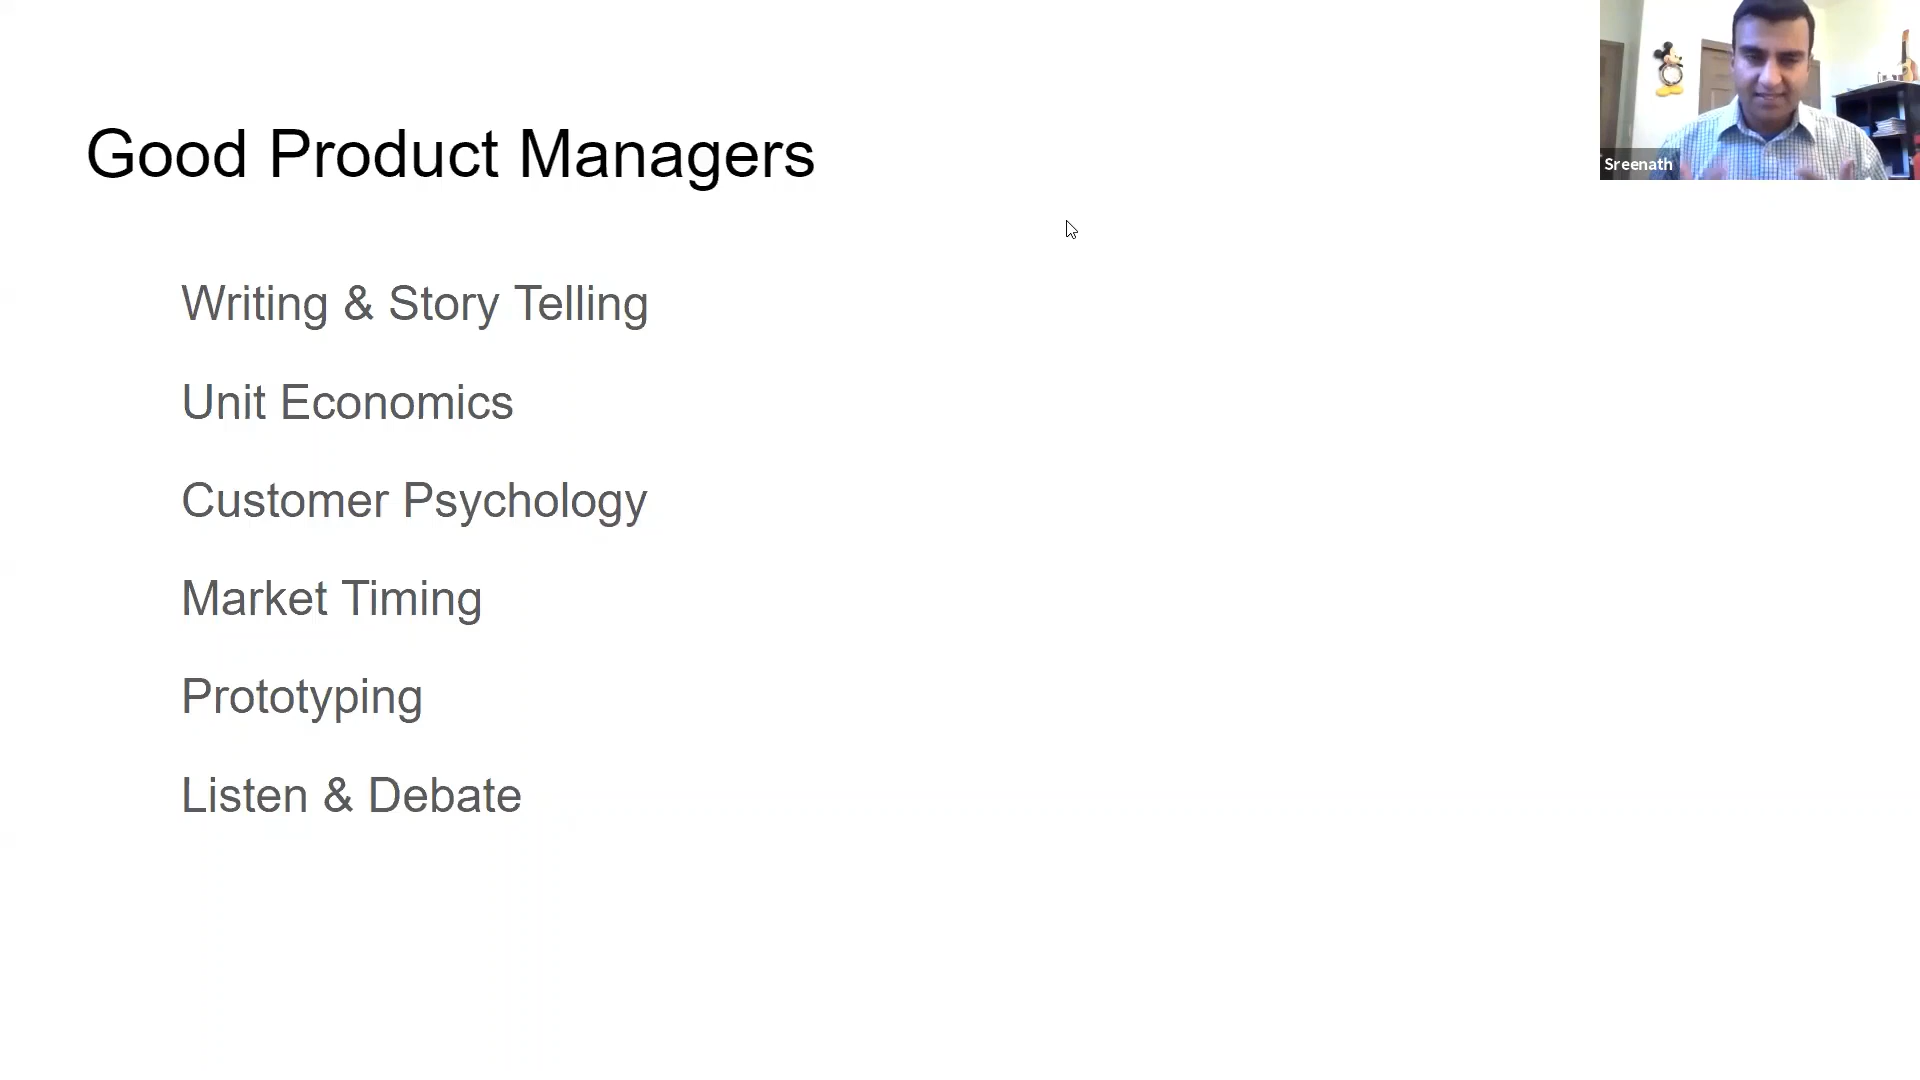 Good Product Managers
Sreenath
Writing & Story Telling
Unit Economics
Customer Psychology
Market Timing
Prototyping
Listen & Debate